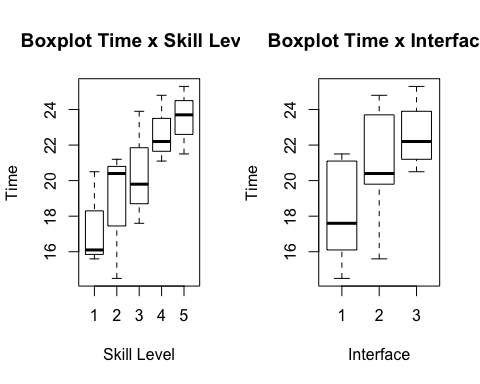 Boxplot Time x Skill Lev
Time
16 18 20 22 24
1 2 3 4 5
Skill Level
Boxplot Time x Interfac
Time
16 18 20 22 24
1 2 3
Interface